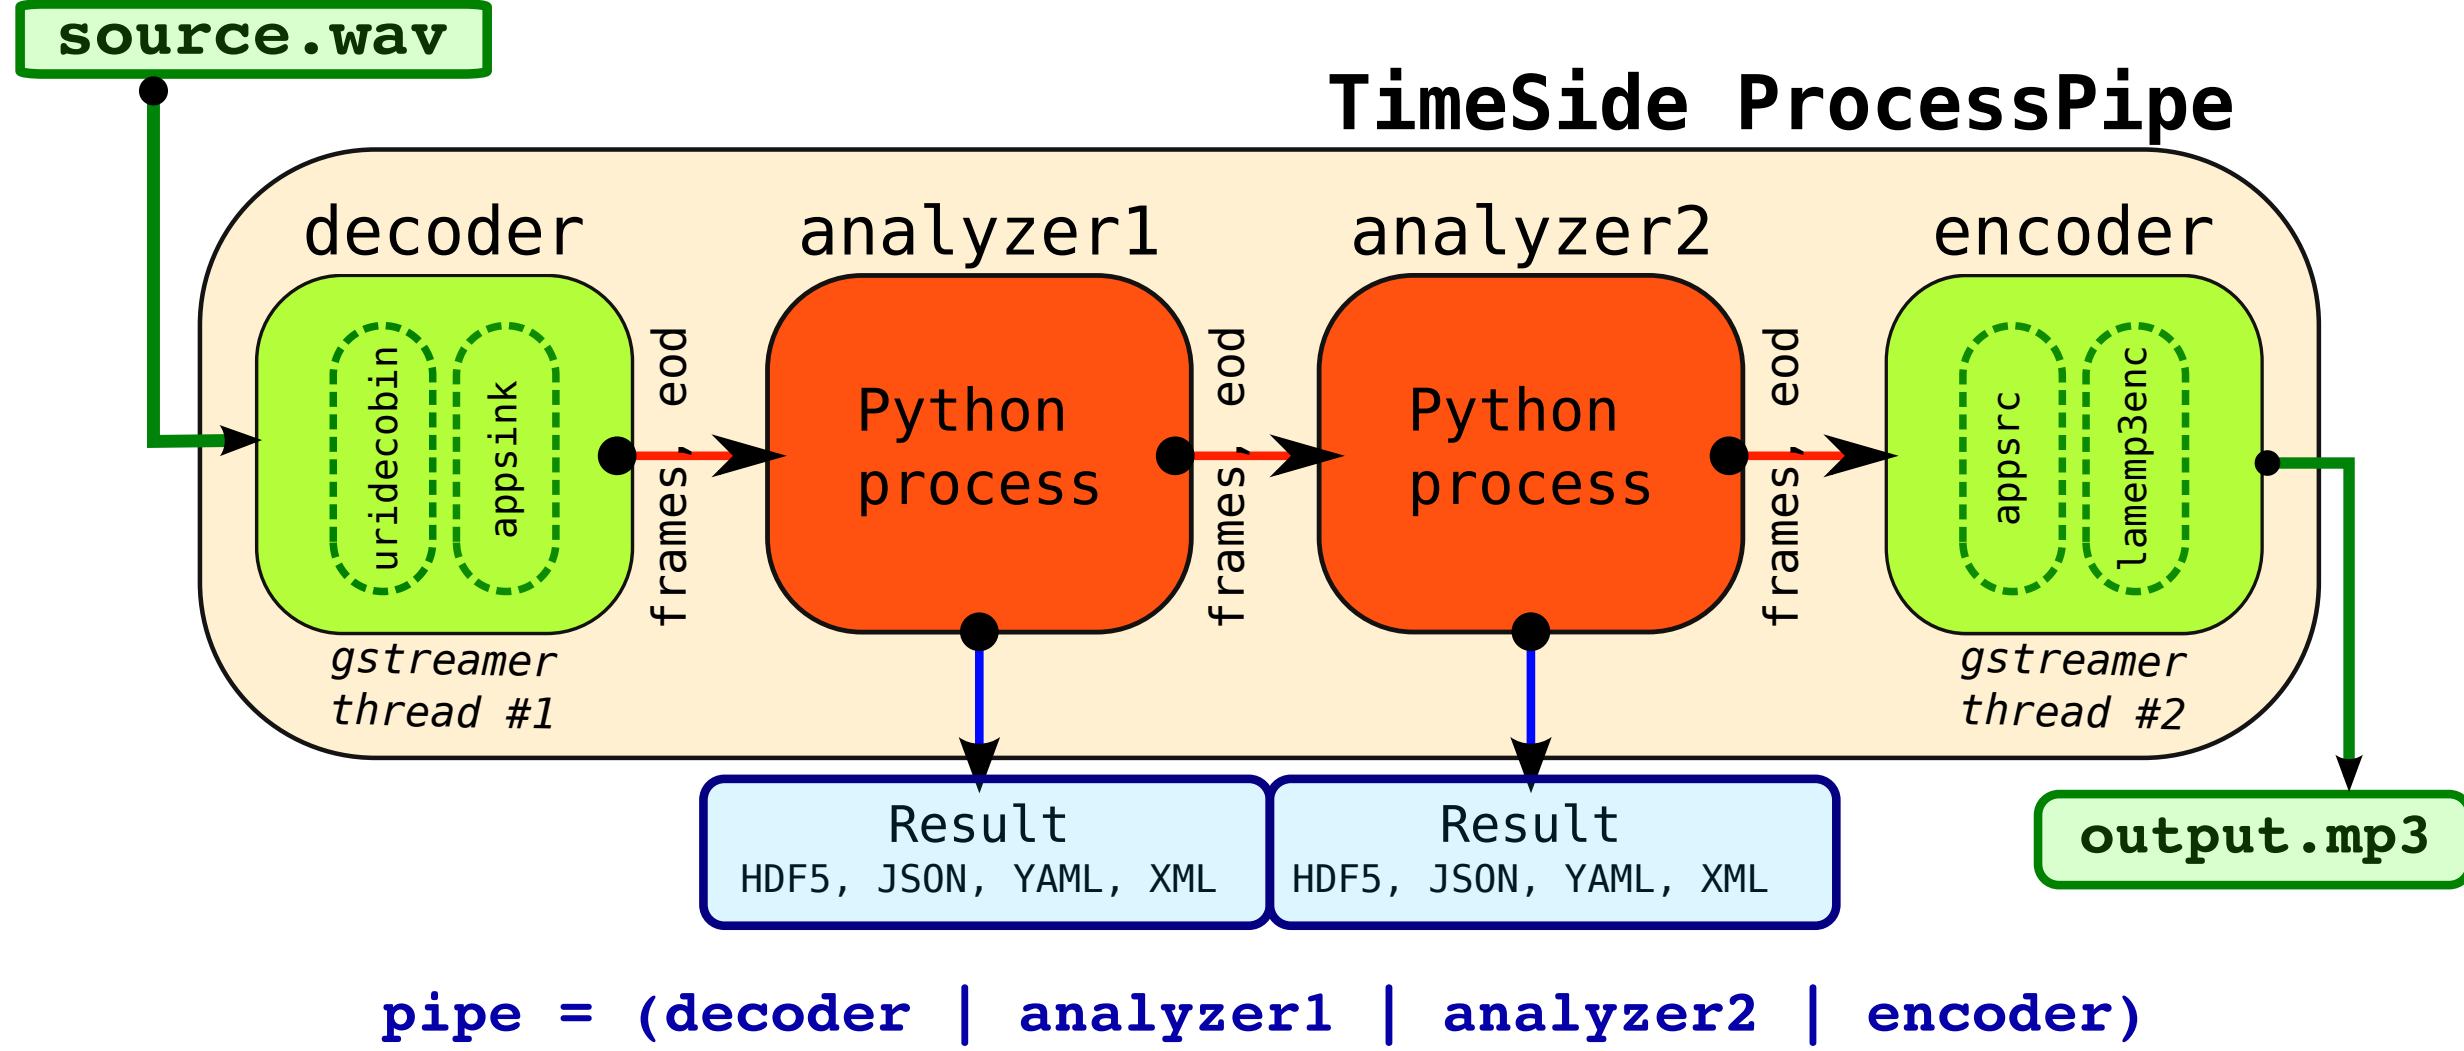 source.wav
TimeSide ProcessPipe
decoder
analyzer1
analyzer2
encoder
uridecobin
appsink
frames, eod
Python
process
frames, eod
Python
process
frames, eod
appsrc
lamemp3enc
gstreamer
thread #1
gstreamer
thread #2
Result
HDF5, JSON, YAML, XML
Result
HDF5, JSON, YAML, XML
output.mp3
pipe = (decoder | analyzer1 | analyzer2 | encoder)